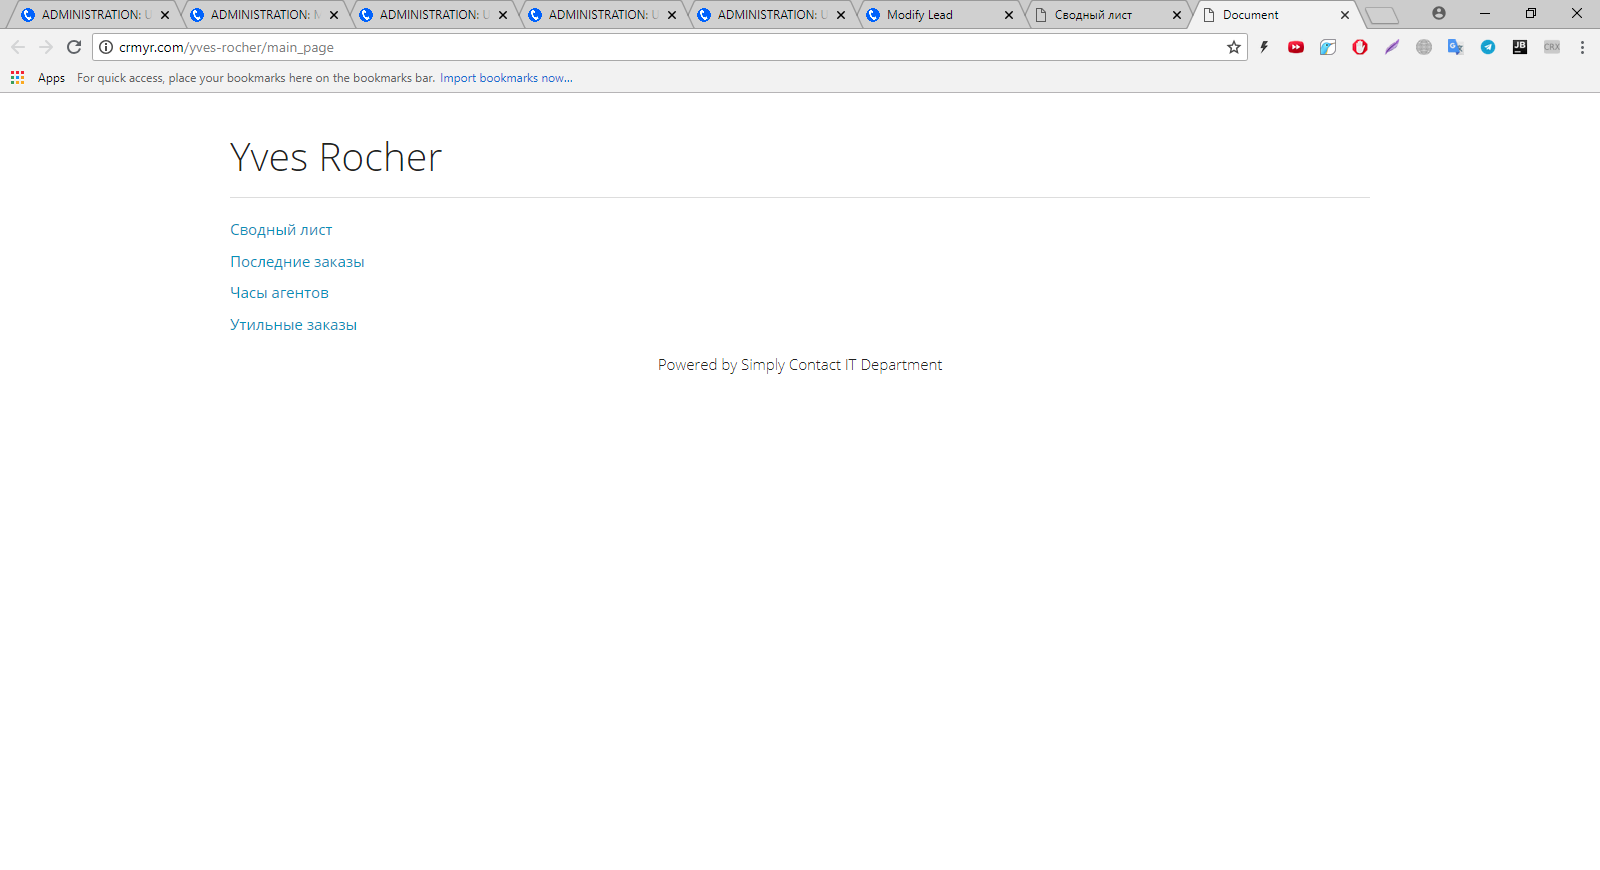 ADMINISTRATION: U
ADMINISTRATION: M
ADMINISTRATION: U
ADMINISTRATION: U
ADMINISTRATION: U
Modify Lead
Сводный лист
Document
crmyr.com/yves-rocher/main_page
JB
CRX
Apps
For quick access, place your bookmarks here on the bookmarks bar. Import bookmarks now...
Yves Rocher
Сводный лист
Последние заказы
Часы агентов
Утильные заказы
Powered by Simply Contact IT Department